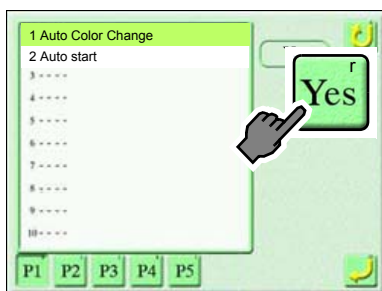 1 Auto Color Change
2 Auto start
3 - - - -
4 - - - -
5 - - - -
6 - - - -
7 - - - -
8 - - - -
9 - - - -
10 - - - -
r
Yes
P1 P2 P3 P4 P5